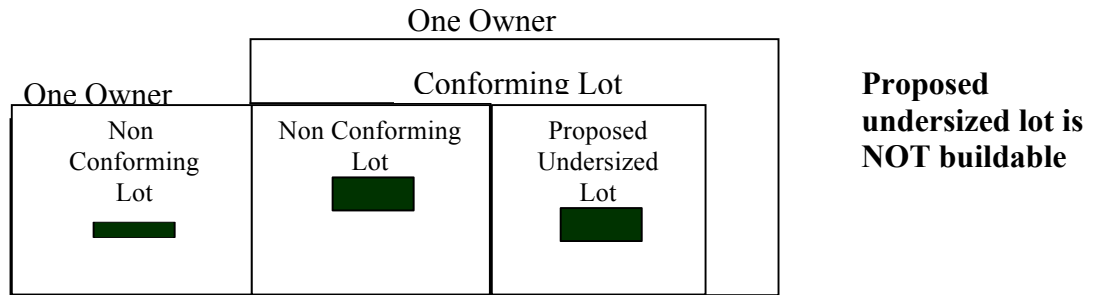 One Owner
One Owner
Conforming Lot
Non
Conforming
Lot
Non Conforming
Lot
Proposed
Undersized
Lot
Proposed
undersized lot is
NOT buildable